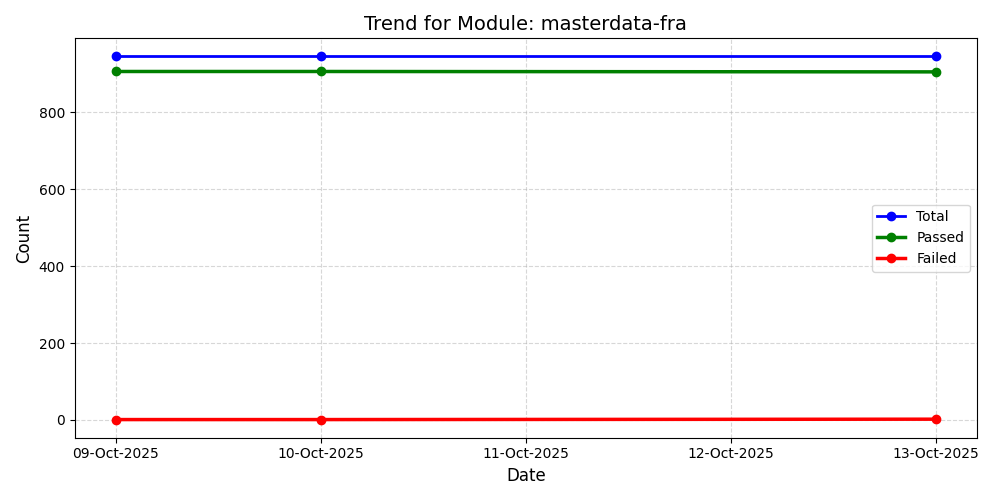 Trend for Module: masterdata-fra
Count
800
600
400
200
0
Total
Passed
Failed
09-Oct-2025
10-Oct-2025
11-Oct-2025
12-Oct-2025
13-Oct-2025
Date